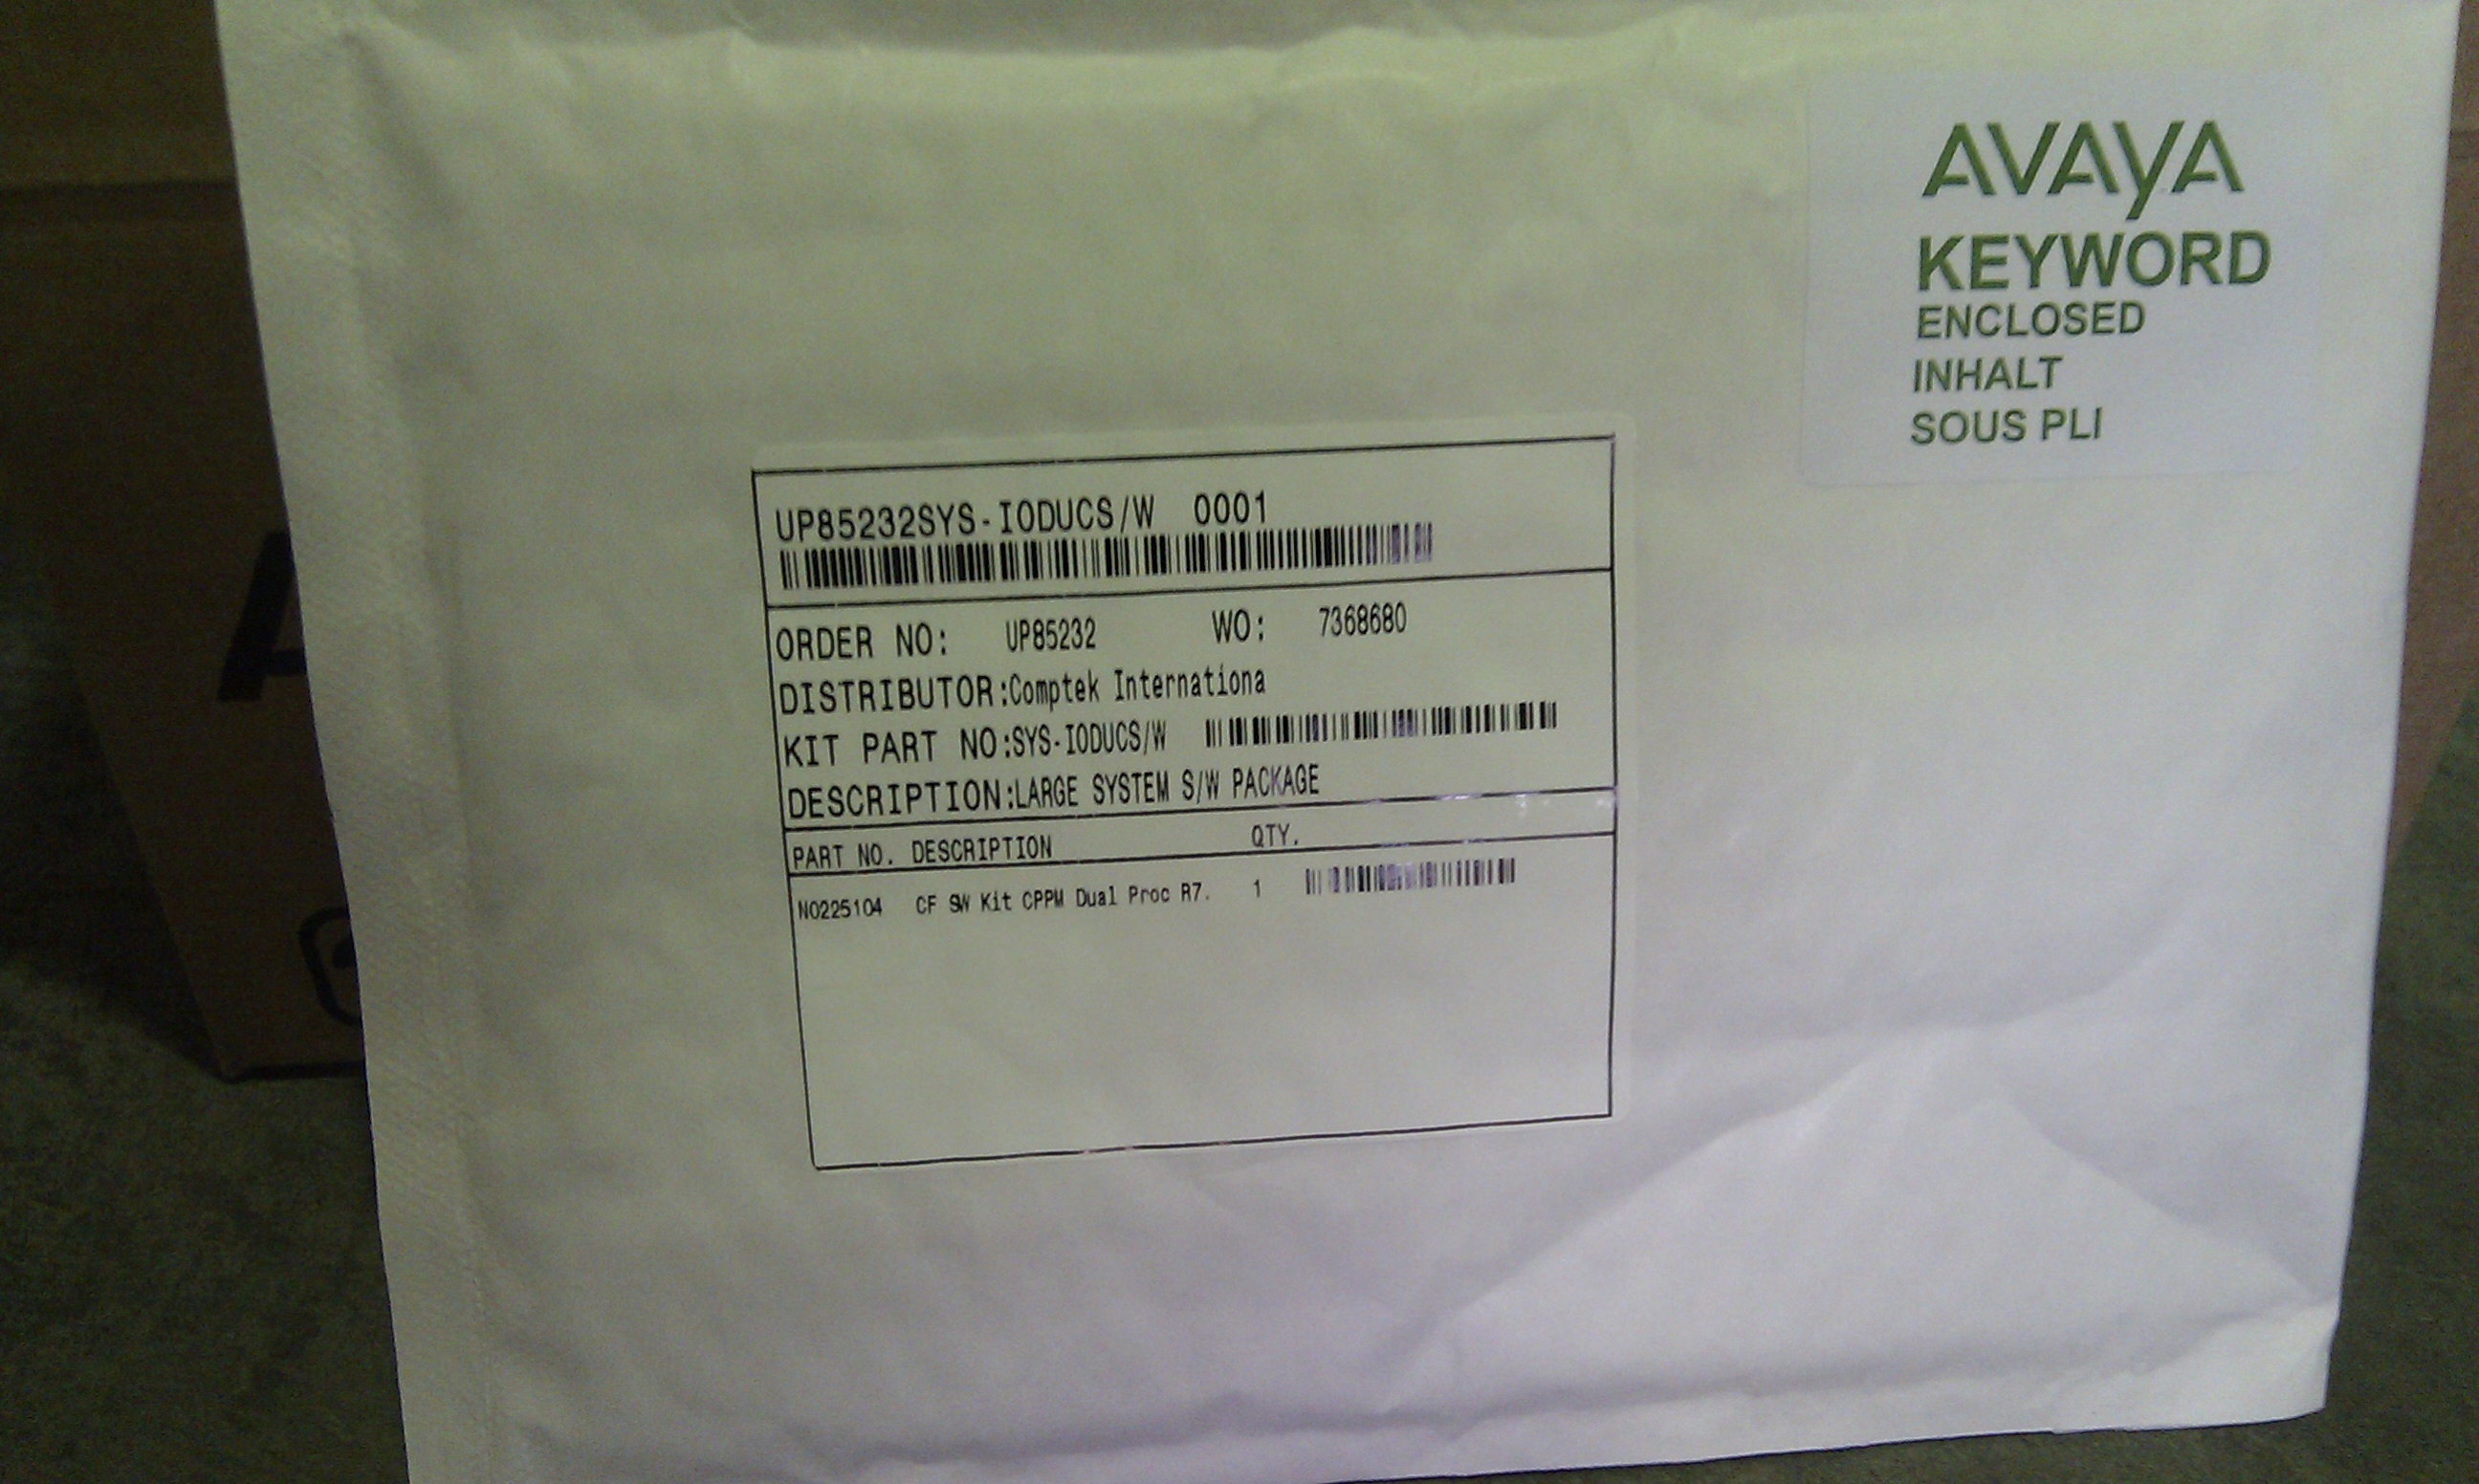 AVAYA
KEYWORD
ENCLOSED
INHALT
SOUS PLI
UP85232SYS-IODUCS/W 0001
ORDER NO: UP85232 WO: 7368680
DISTRIBUTOR:Comptek Internationa
KIT PART NO:SYS-IODUCS/W
DESCRIPTION:LARGE SYSTEM S/W PACKAGE
PART NO. DESCRIPTION QTY.
N0225104 CF SW Kit CPPM Dual Proc R7. 1